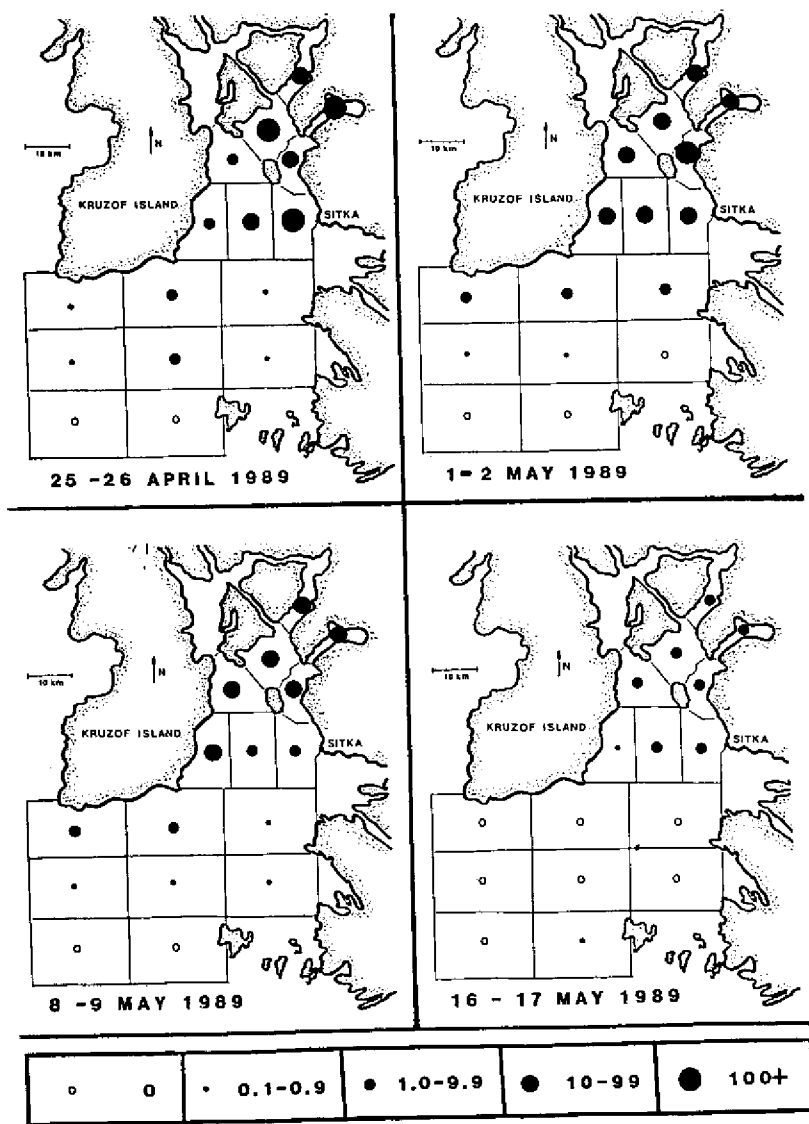 10 km
N
KRUZOF ISLAND
SITKA
25 -26 APRIL 1989
10 km
N
KRUZOF ISLAND
SITKA
1= 2 MAY 1989
10 km
N
KRUZOF ISLAND
SITKA
8 -9 MAY 1989
10 km
N
KRUZOF ISLAND
SITKA
16 - 17 MAY 1989
0 0.1-0.9 1.0-9.9 10-99 100+